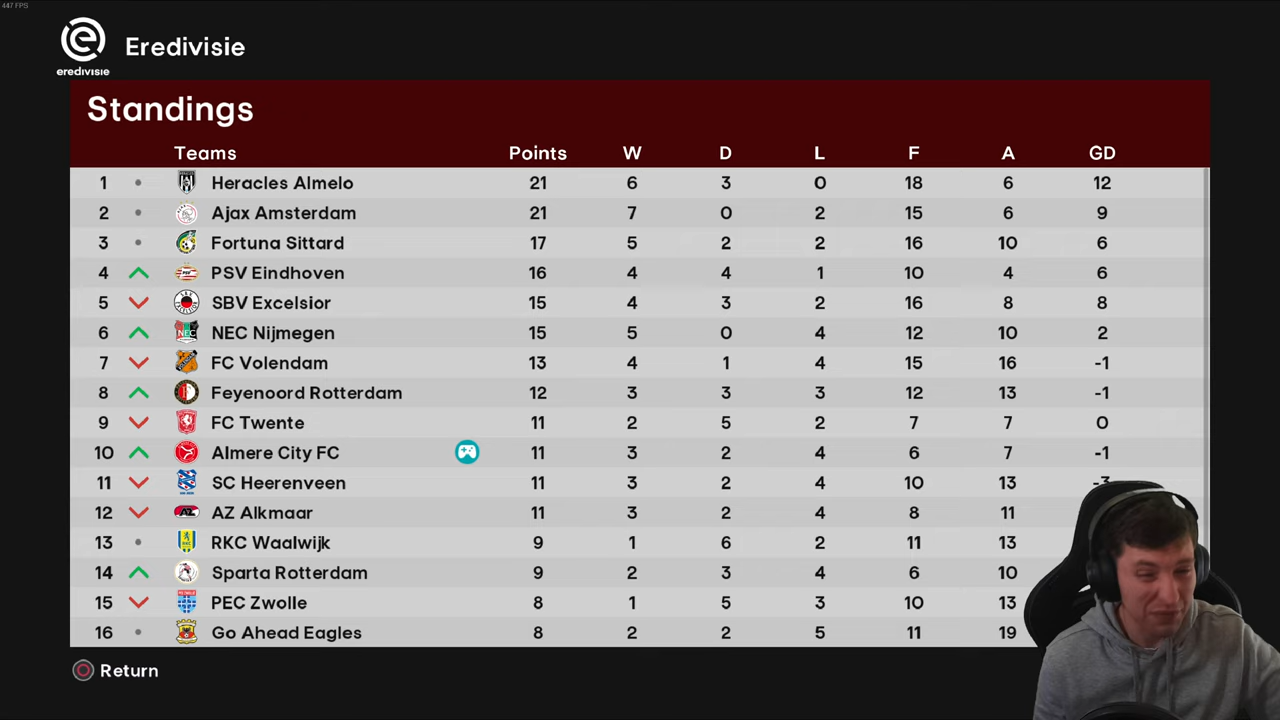 447 FPS
eredivisie
Eredivisie
Standings
Teams Points W D L F A GD
1 Heracles Almelo 21 6 3 0 18 6 12
2 Ajax Amsterdam 21 7 0 2 15 6 9
3 Fortuna Sittard 17 5 2 2 16 10 6
4 PSV Eindhoven 16 4 4 1 10 4 6
5 SBV Excelsior 15 4 3 2 16 8 8
6 NEC Nijmegen 15 5 0 4 12 10 2
7 FC Volendam 13 4 1 4 15 16 -1
8 Feyenoord Rotterdam 12 3 3 3 12 13 -1
9 FC Twente 11 2 5 2 7 7 0
10 Almere City FC 11 3 2 4 6 7 -1
11 SC Heerenveen 11 3 2 4 10 13 -3
12 AZ Alkmaar 11 3 2 4 8 11
13 RKC Waalwijk 9 1 6 2 11 13
14 Sparta Rotterdam 9 2 3 4 6 10
15 PEC Zwolle 8 1 5 3 10 13
16 Go Ahead Eagles 8 2 2 5 11 19
Return